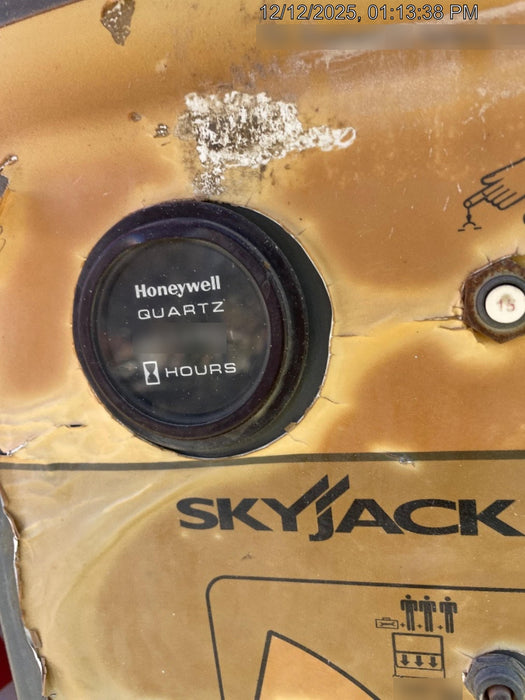 12/12/2025, 01:13:38 PM
Honeywell
QUARTZ
15
HOURS
SKYJACK